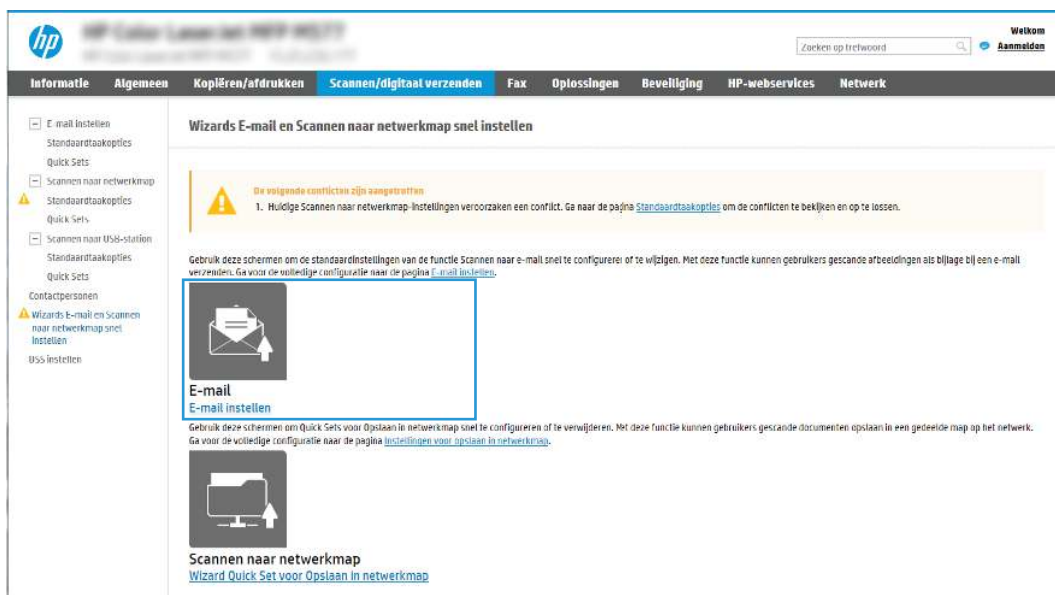 hp
Welkom
Zoeken op trefwoord
Aanmelden
Informatie Algemeen Kopiëren/afdrukken Scannen/digitaal verzenden Fax Oplossingen Beveiliging HP-webservices Netwerk
E-mail instellen
Standaardtaakopties
Quick Sets
Scannen naar netwerkmap
Standaardtaakopties
Quick Sets
Scannen naar USB-station
Standaardtaakopties
Quick Sets
Contactpersonen
Wizards E-mail en Scannen
naar netwerkmap snel
instellen
DSS instellen
Wizards E-mail en Scannen naar netwerkmap snel instellen
De volgende conflicten zijn aangetroffen
1. Huidige Scannen naar netwerkmap-instellingen veroorzaken een conflict. Ga naar de pagina Standaardtaakopties om de conflicten te bekijken en op te lossen.
Gebruik deze schermen om de standaardinstellingen van de functie Scannen naar e-mail snel te configureren of te wijzigen. Met deze functie kunnen gebruikers gescande afbeeldingen als bijlage bij een e-mail
verzenden. Ga voor de volledige configuratie naar de pagina E-mail instellen.
E-mail
E-mail instellen
Gebruik deze schermen om Quick Sets voor Opslaan in netwerkmap snel te configureren of te verwijderen. Met deze functie kunnen gebruikers gescande documenten opslaan in een gedeelde map op het netwerk.
Ga voor de volledige configuratie naar de pagina Instellingen voor opslaan in netwerkmap.
Scannen naar netwerkmap
Wizard Quick Set voor Opslaan in netwerkmap